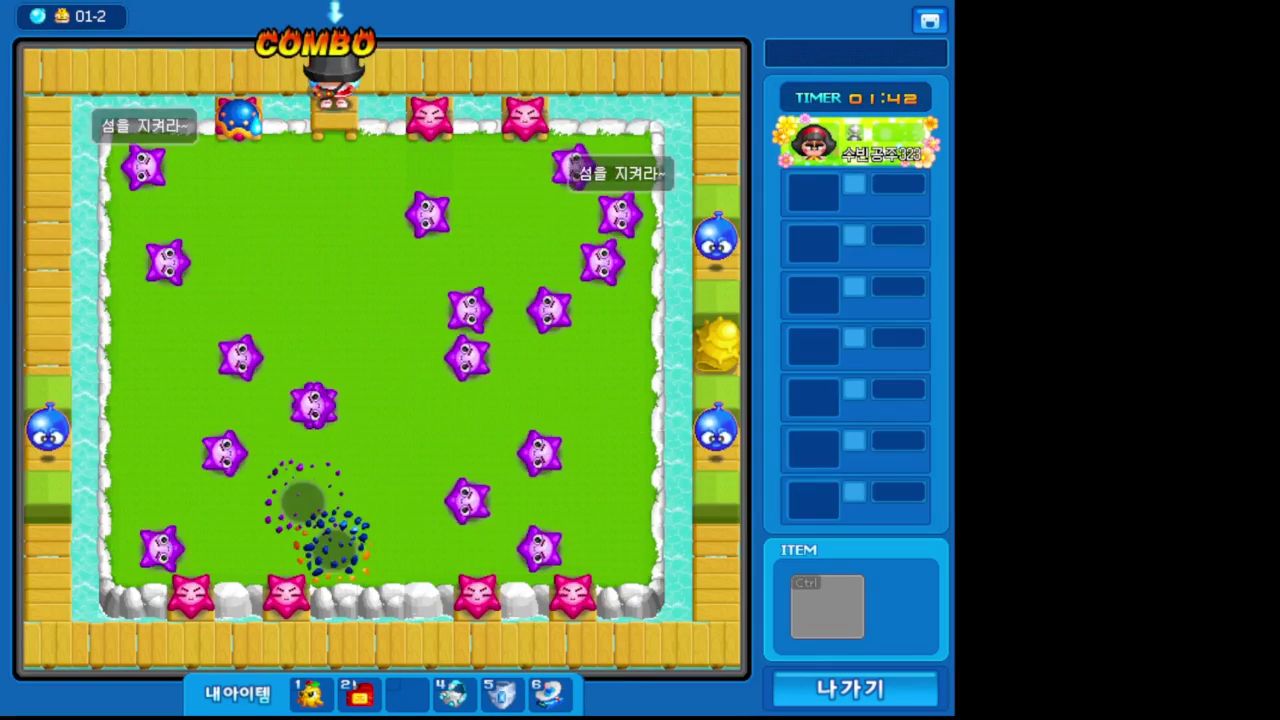 01-2
COMBO
TIMER 01:42
섬을 지켜라~
수빈공주323
섬을 지켜라~
ITEM
Ctrl
내아이템
1
2
4
5
6
나가기